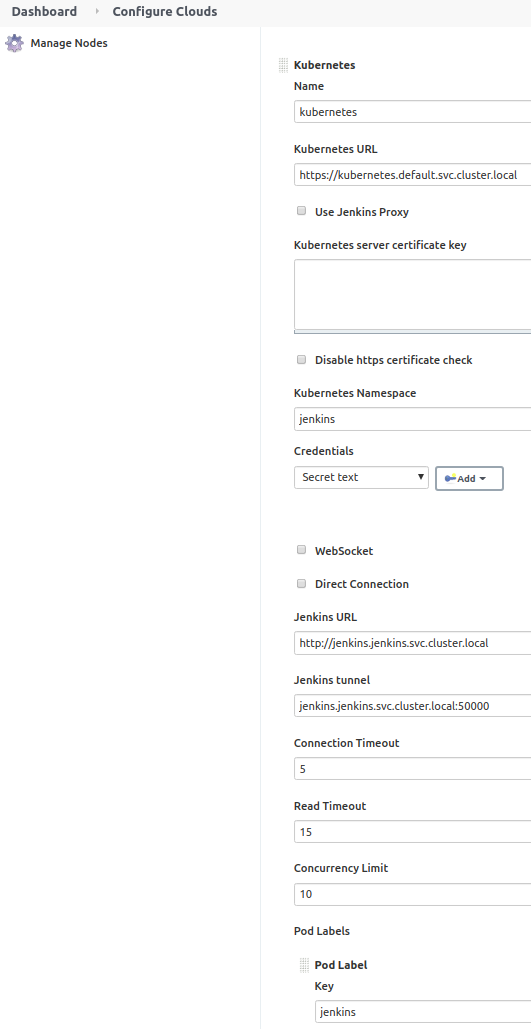 Dashboard
Configure Clouds
Manage Nodes
Kubernetes
Name
kubernetes
Kubernetes URL
https://kubernetes.default.svc.cluster.local
Use Jenkins Proxy
Kubernetes server certificate key
Disable https certificate check
Kubernetes Namespace
jenkins
Credentials
Secret text
Add
WebSocket
Direct Connection
Jenkins URL
http://jenkins.jenkins.svc.cluster.local
Jenkins tunnel
jenkins.jenkins.svc.cluster.local:50000
Connection Timeout
5
Read Timeout
15
Concurrency Limit
10
Pod Labels
Pod Label
Key
jenkins